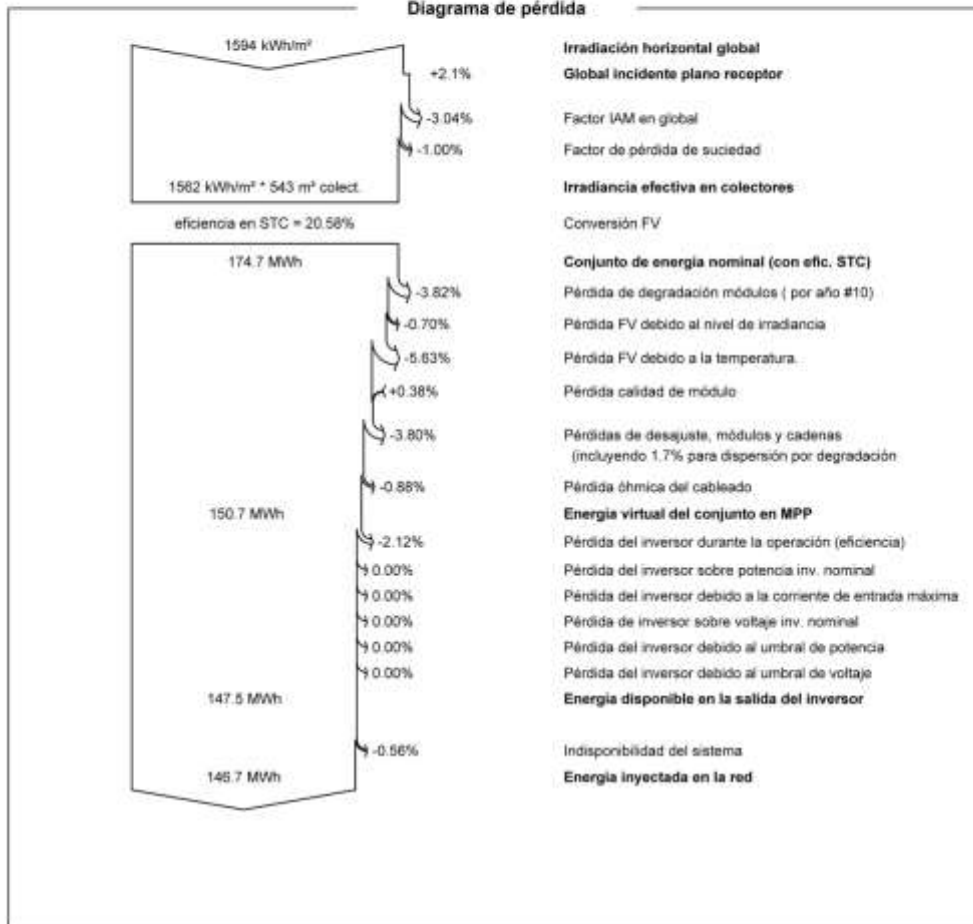 Diagrama de pérdida
1594 kWh/m² Irradiación horizontal global
+2.1% Global incidente plano receptor
-3.04% Factor IAM en global
-1.00% Factor de pérdida de suciedad
1562 kWh/m² * 543 m² colect. Irradiancia efectiva en colectores
eficiencia en STC = 20.58% Conversión FV
174.7 MWh Conjunto de energía nominal (con efic. STC)
-3.82% Pérdida de degradación módulos ( por año #10)
-0.70% Pérdida FV debido al nivel de irradiancia
-5.63% Pérdida FV debido a la temperatura.
+0.38% Pérdida calidad de módulo
-3.80% Pérdidas de desajuste, módulos y cadenas
(incluyendo 1.7% para dispersión por degradación
-0.88% Pérdida óhmica del cableado
150.7 MWh Energía virtual del conjunto en MPP
-2.12% Pérdida del inversor durante la operación (eficiencia)
0.00% Pérdida del inversor sobre potencia inv. nominal
0.00% Pérdida del inversor debido a la corriente de entrada máxima
0.00% Pérdida de inversor sobre voltaje inv. nominal
0.00% Pérdida del inversor debido al umbral de potencia
0.00% Pérdida del inversor debido al umbral de voltaje
147.5 MWh Energía disponible en la salida del inversor
-0.56% Indisponibilidad del sistema
146.7 MWh Energía inyectada en la red